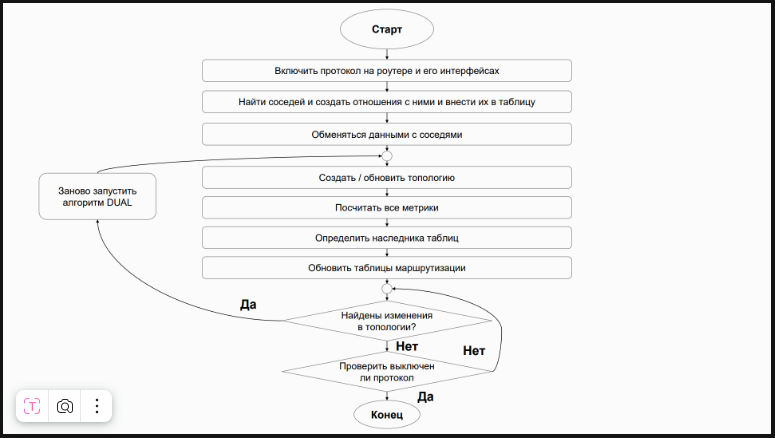 Старт
Включить протокол на роутере и его интерфейсах
Найти соседей и создать отношения с ними и внести их в таблицу
Обменяться данными с соседями
Заново запустить
алгоритм DUAL
Создать / обновить топологию
Посчитать все метрики
Определить наследника таблиц
Обновить таблицы маршрутизации
Да
Найдены изменения
в топологии?
Нет
Нет
Проверить выключен
ли протокол
Да
Конец
T